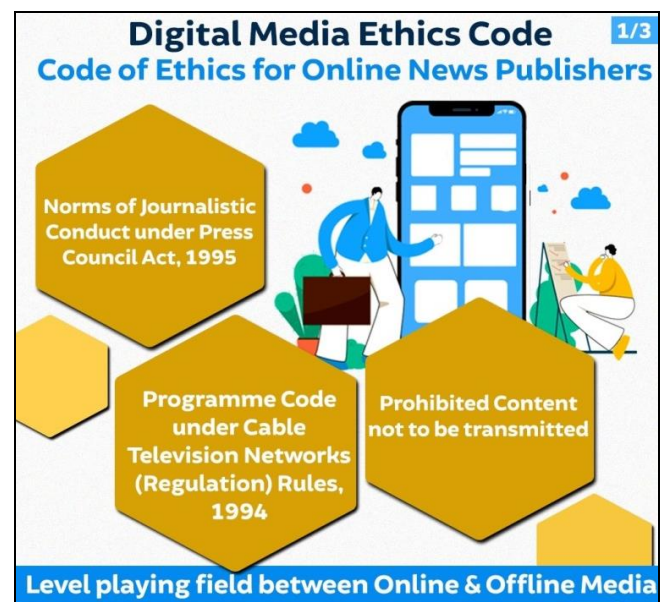 Digital Media Ethics Code
1/3
Code of Ethics for Online News Publishers
Norms of Journalistic
Conduct under Press
Council Act, 1995
Programme Code
under Cable
Television Networks
(Regulation) Rules,
1994
Prohibited Content
not to be transmitted
Level playing field between Online & Offline Media